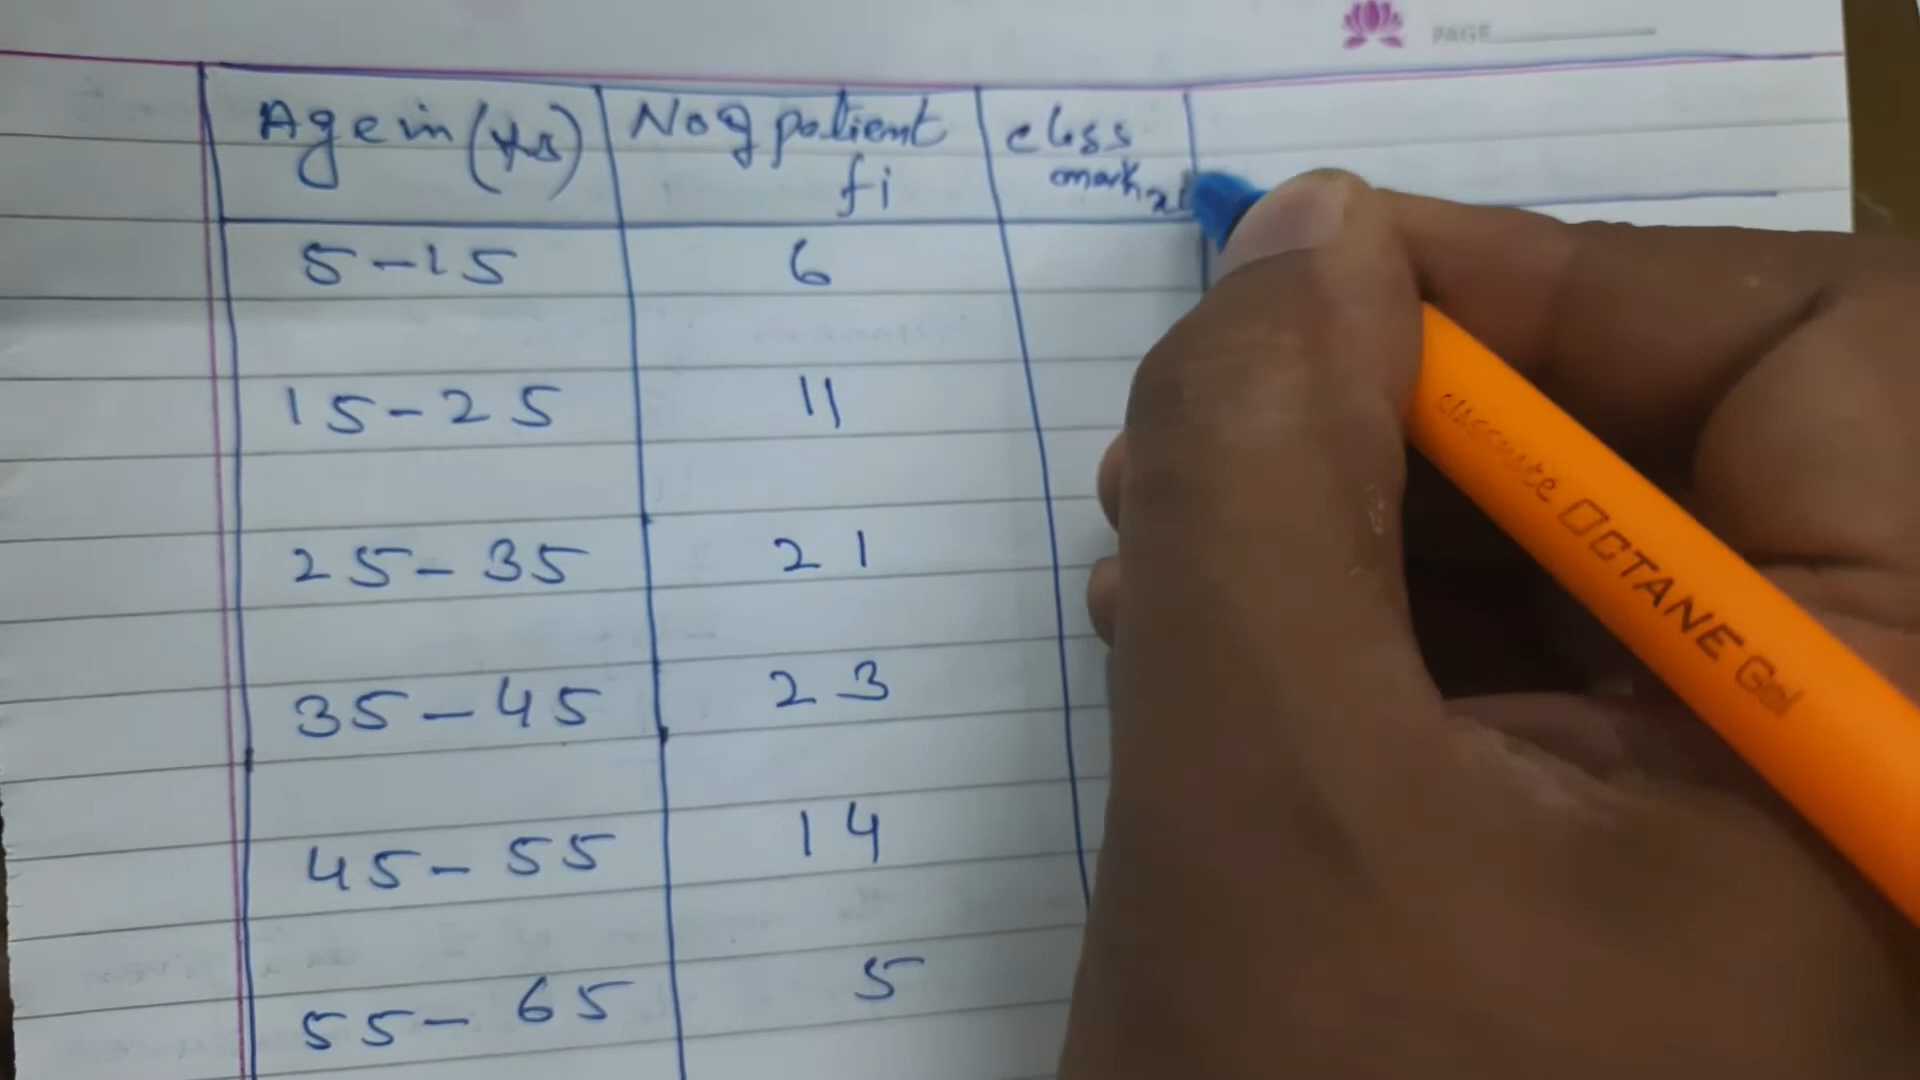 PAGE
Age in (Yrs) No of patient class
fi mark xi
5-15 6
15-25 11
25-35 21
35-45 23
45-55 14
55-65 5
classmate OCTANE Gel